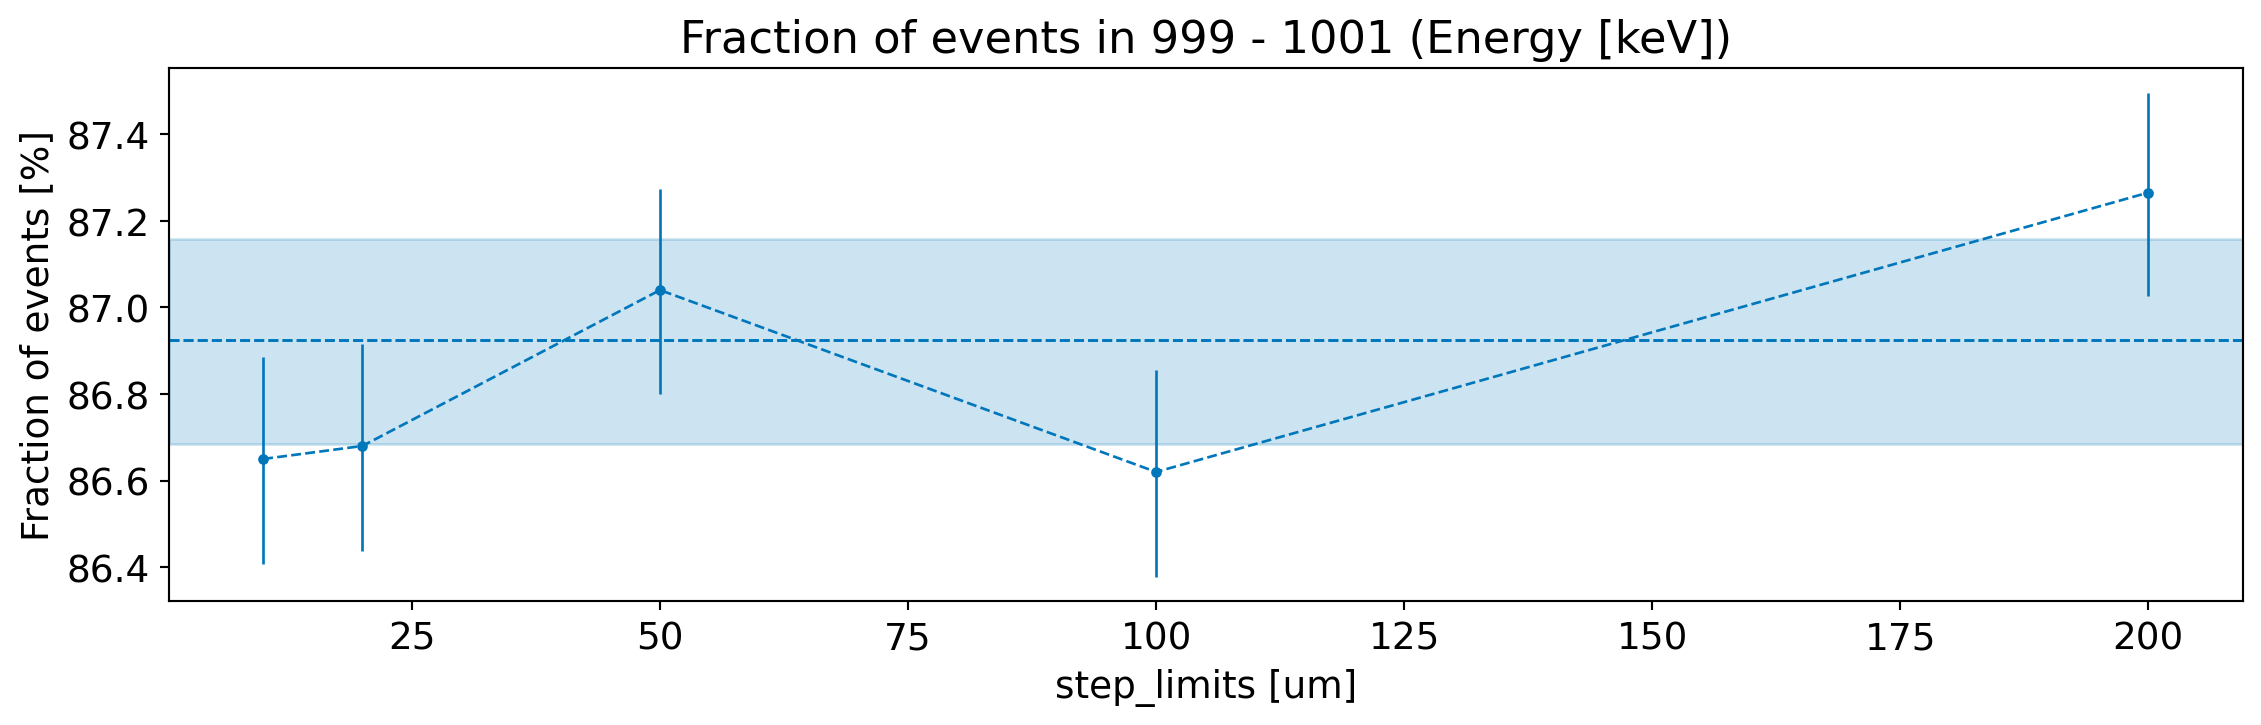 Fraction of events in 999 - 1001 (Energy [keV])
Fraction of events [%]
87.4
87.2
87.0
86.8
86.6
86.4
25 50 75 100 125 150 175 200
step_limits [um]